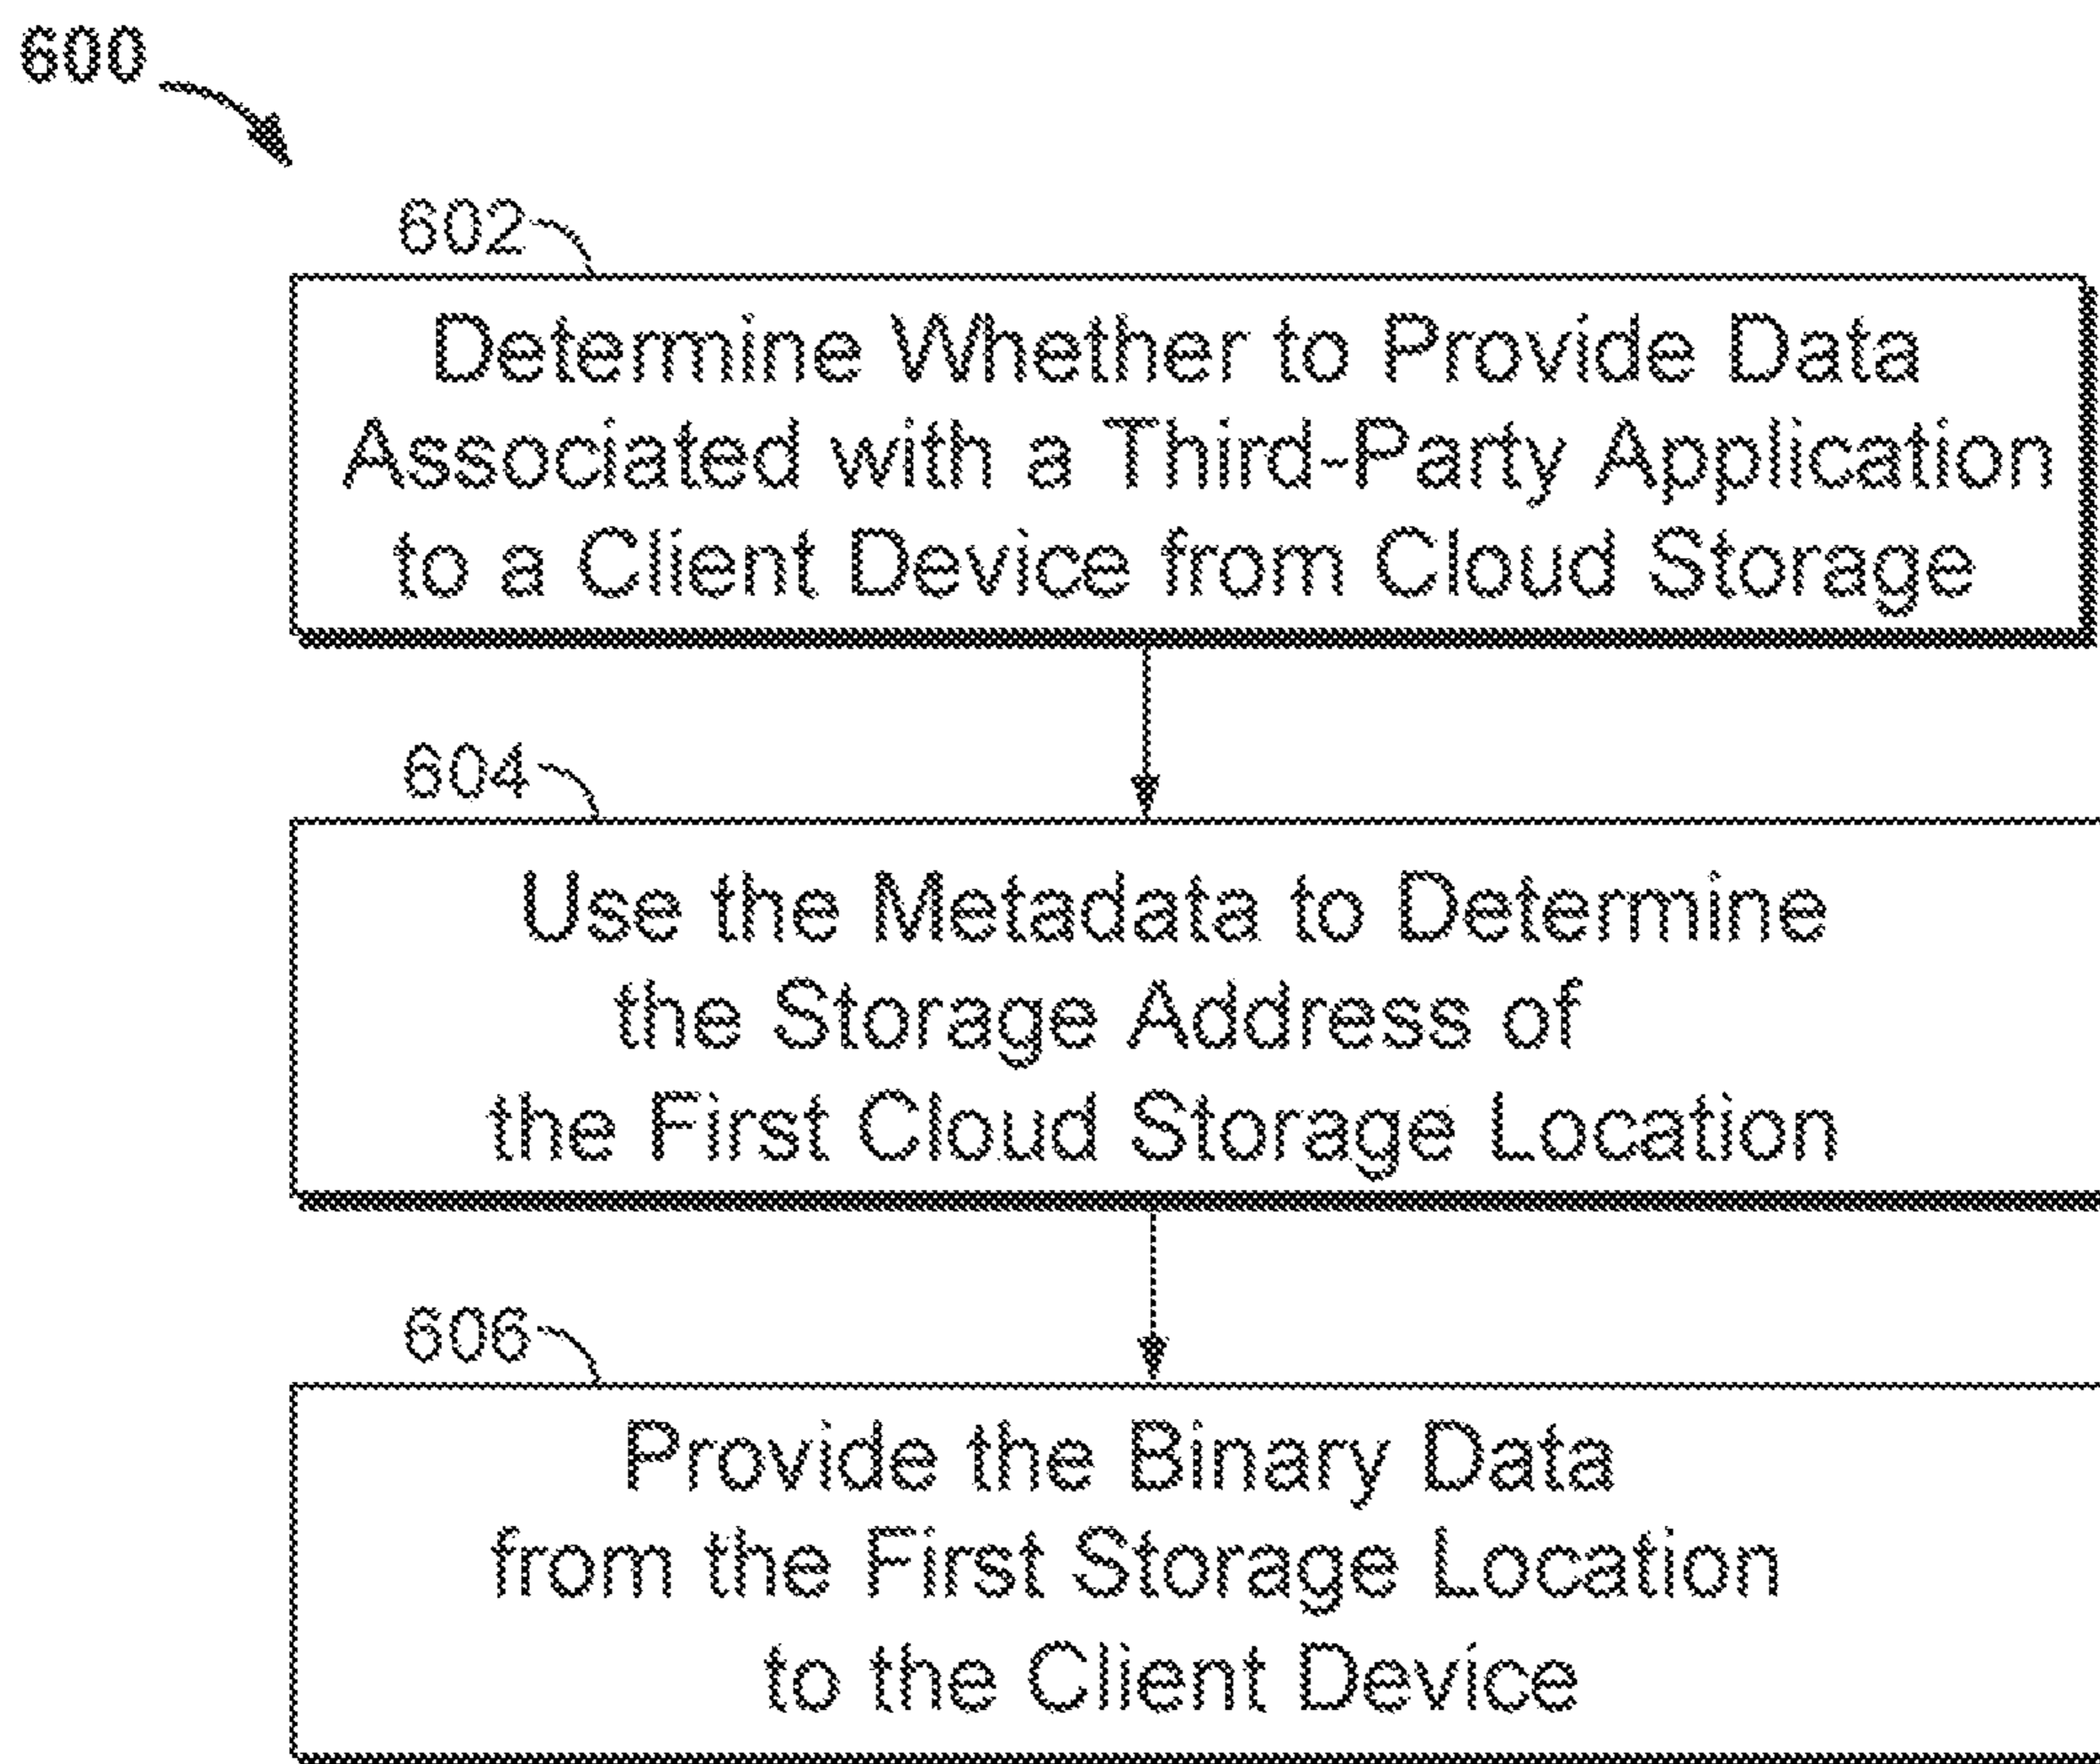 600
602
Determine Whether to Provide Data
Associated with a Third-Party Application
to a Client Device from Cloud Storage
604
Use the Metadata to Determine
the Storage Address of
the First Cloud Storage Location
606
Provide the Binary Data
from the First Storage Location
to the Client Device